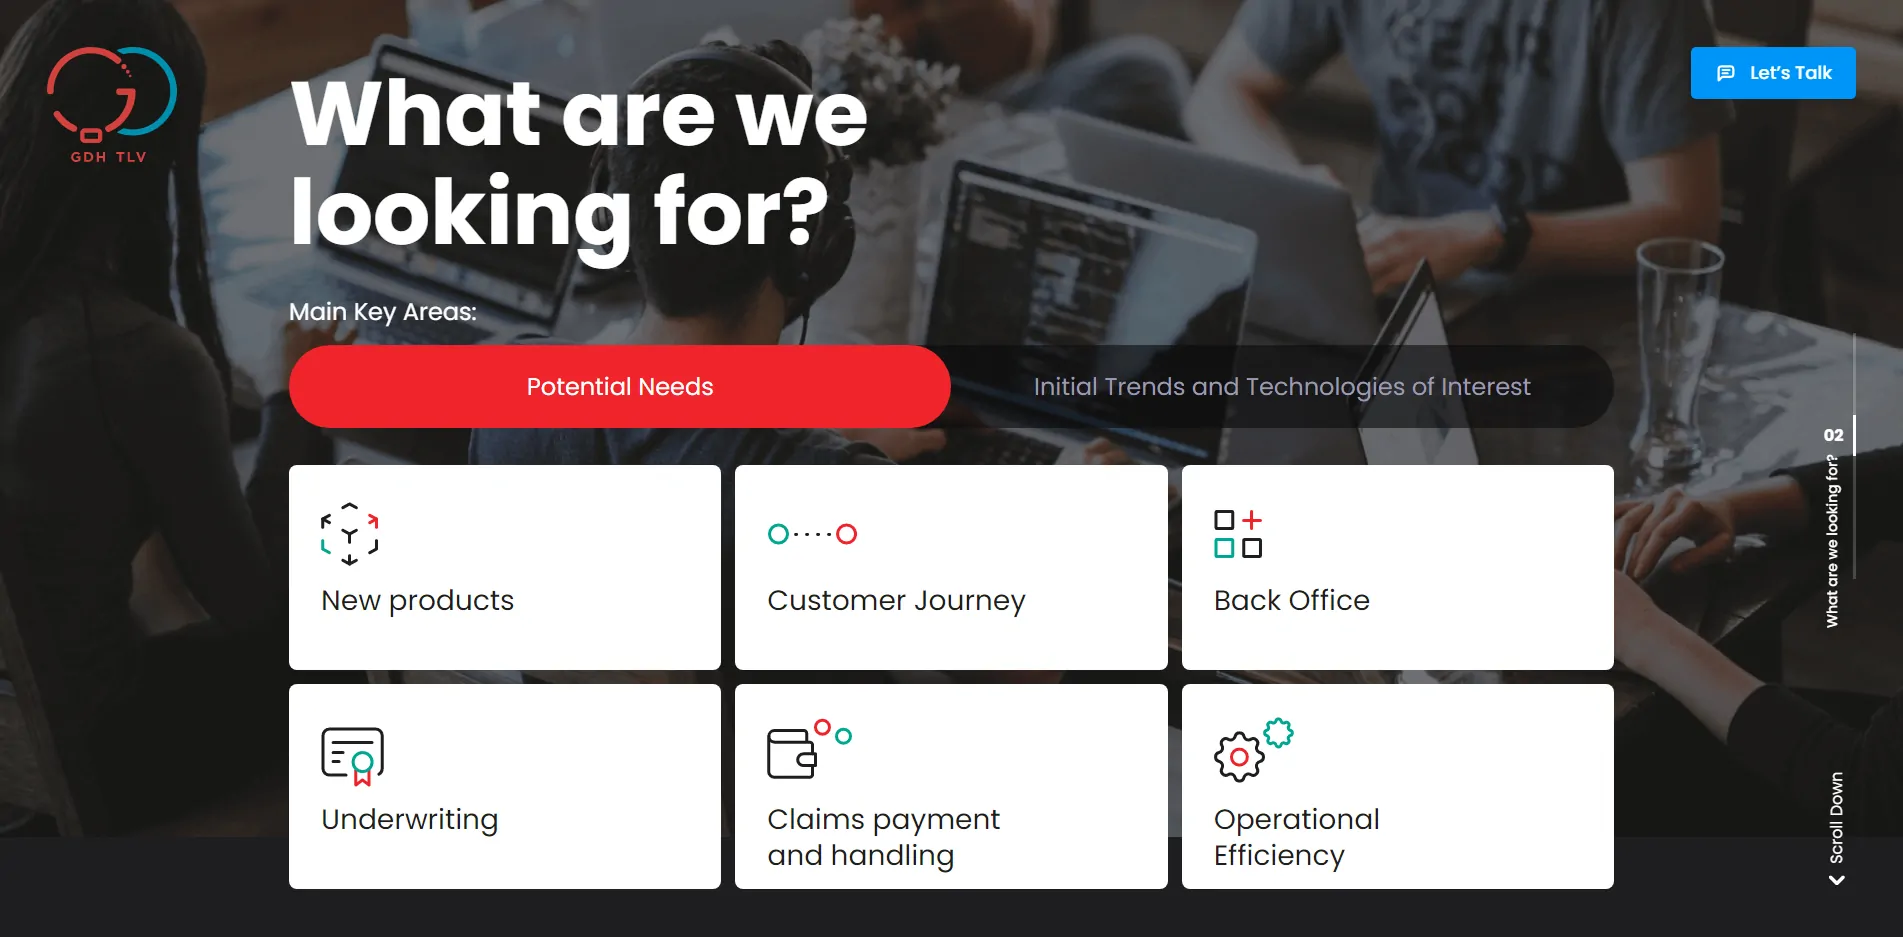 GDH TLV
Let's Talk
What are we
looking for?
Main Key Areas:
Potential Needs
Initial Trends and Technologies of Interest
02
What are we looking for?
New products
Customer Journey
Back Office
Underwriting
Claims payment
and handling
Operational
Efficiency
Scroll Down